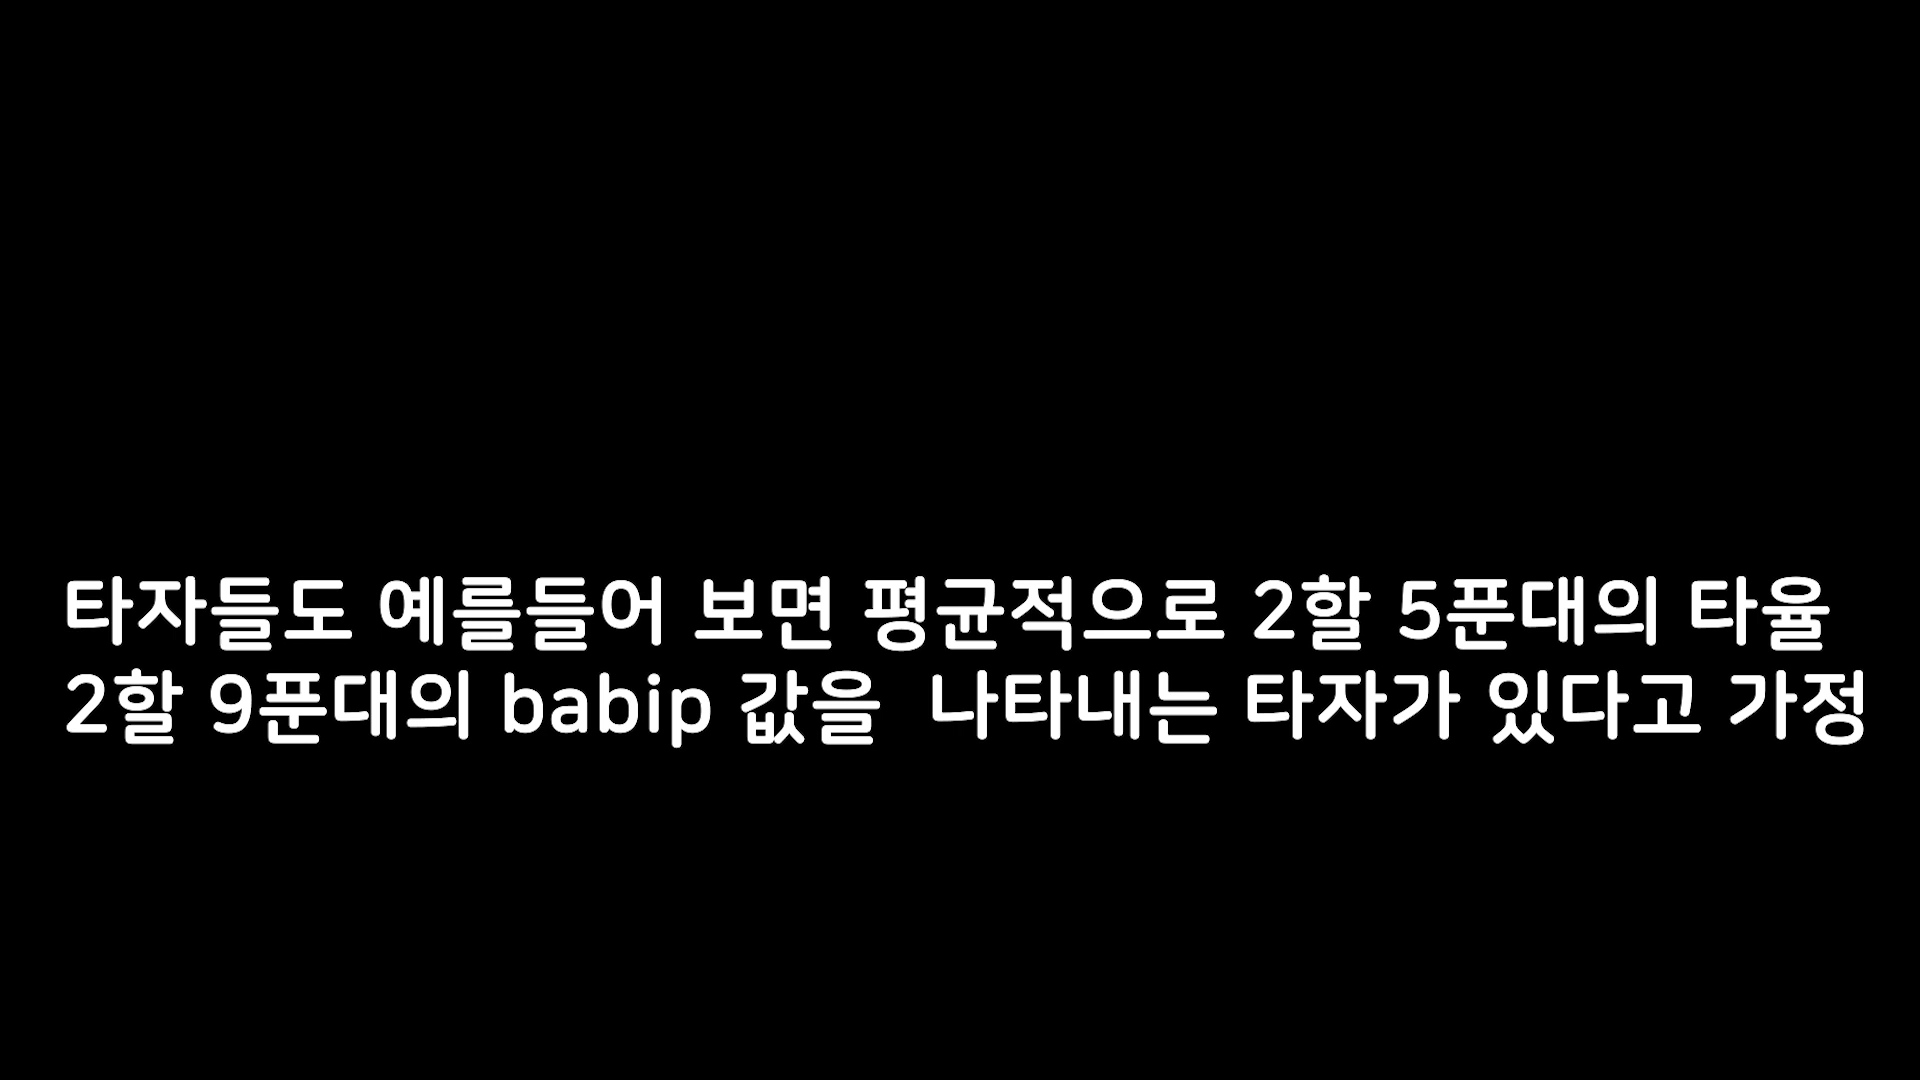 타자들도 예를들어 보면 평균적으로 2할 5푼대의 타율
2할 9푼대의 babip 값을  나타내는 타자가 있다고 가정